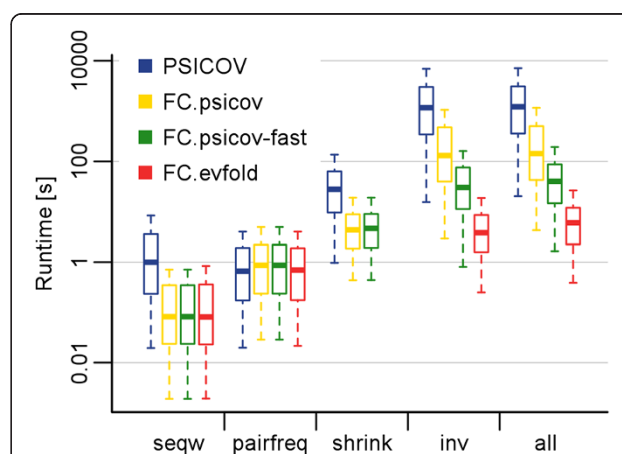 10000
100
1
0.01
Runtime [s]
PSICOV
FC.psicov
FC.psicov-fast
FC.evfold
seqw pairfreq shrink inv all